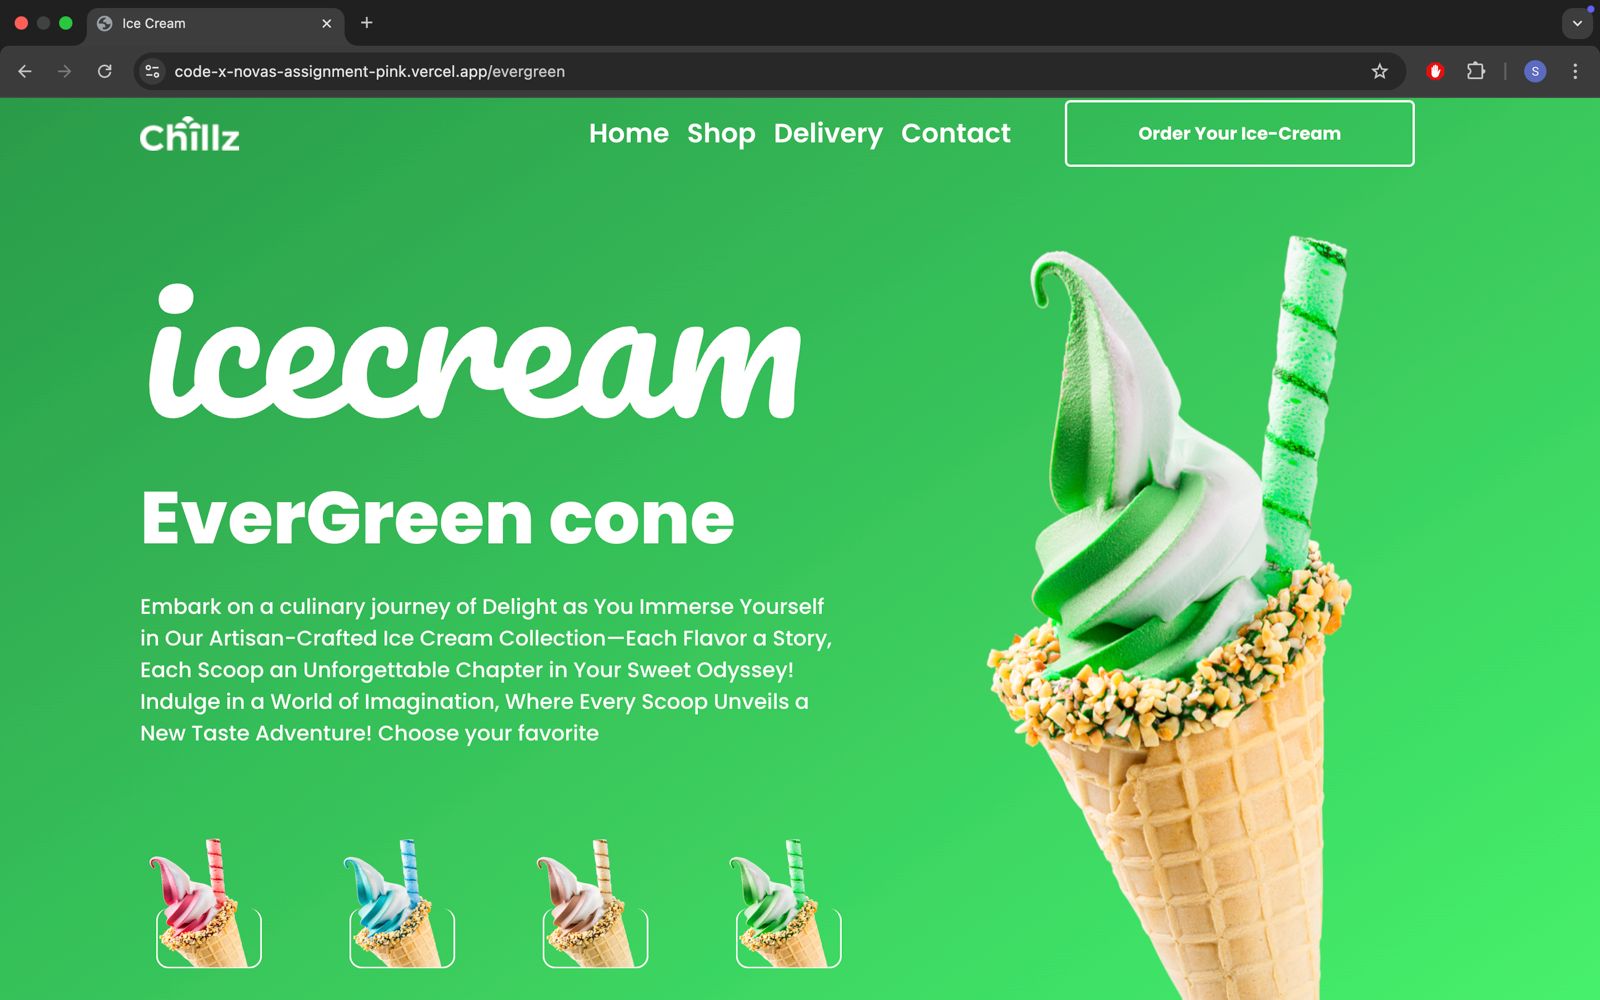 Ice Cream
code-x-novas-assignment-pink.vercel.app/evergreen
S
Chillz
Home Shop Delivery Contact
Order Your Ice-Cream
icecream
EverGreen cone
Embark on a culinary journey of Delight as You Immerse Yourself
in Our Artisan-Crafted Ice Cream Collection—Each Flavor a Story,
Each Scoop an Unforgettable Chapter in Your Sweet Odyssey!
Indulge in a World of Imagination, Where Every Scoop Unveils a
New Taste Adventure! Choose your favorite